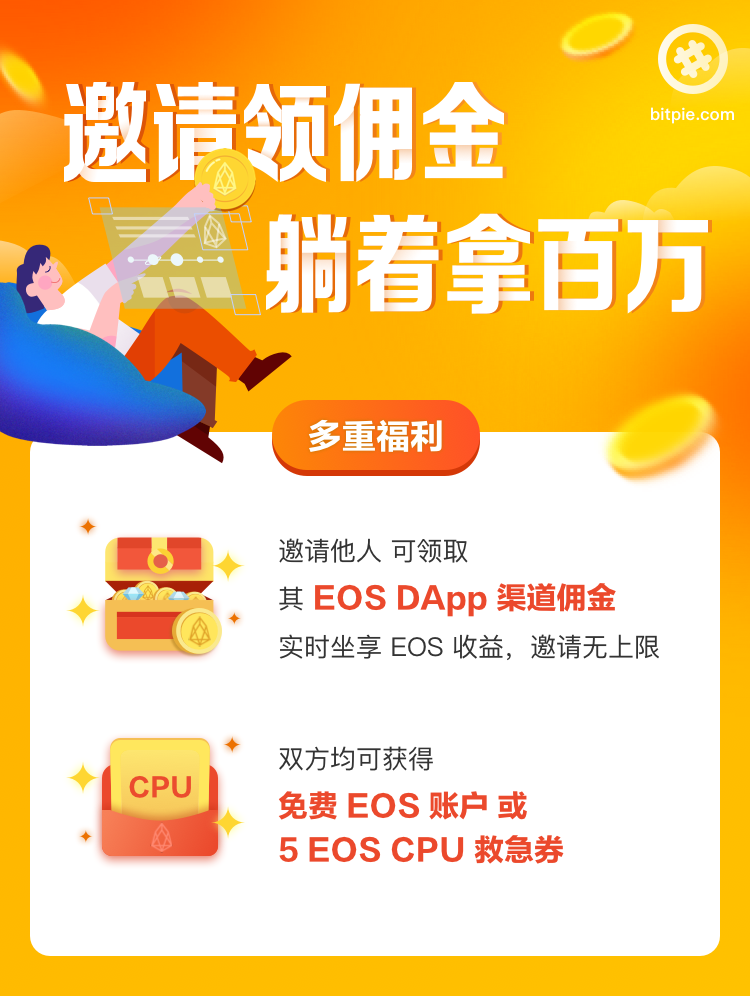 bitpie.com
邀请领佣金
躺着拿百万
多重福利
邀请他人 可领取
其 EOS DApp 渠道佣金
实时坐享 EOS 收益，邀请无上限
CPU
双方均可获得
免费 EOS 账户 或
5 EOS CPU 救急券